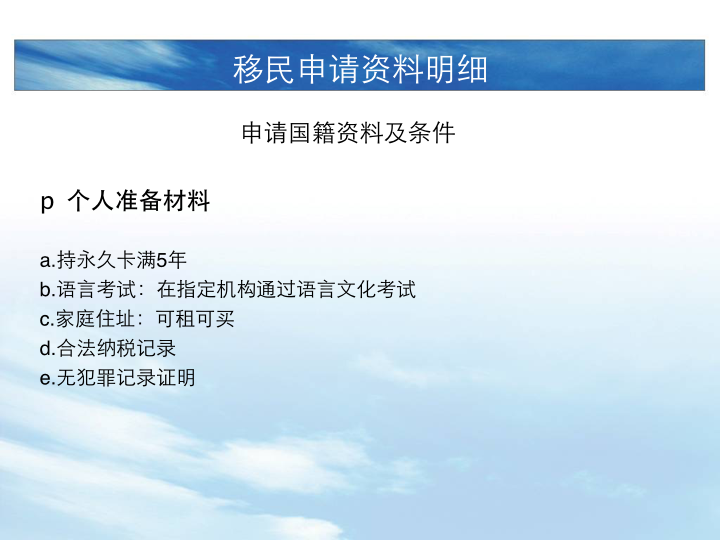 移民申请资料明细
申请国籍资料及条件
p 个人准备材料
a.持永久卡满5年
b.语言考试：在指定机构通过语言文化考试
c.家庭住址：可租可买
d.合法纳税记录
e.无犯罪记录证明